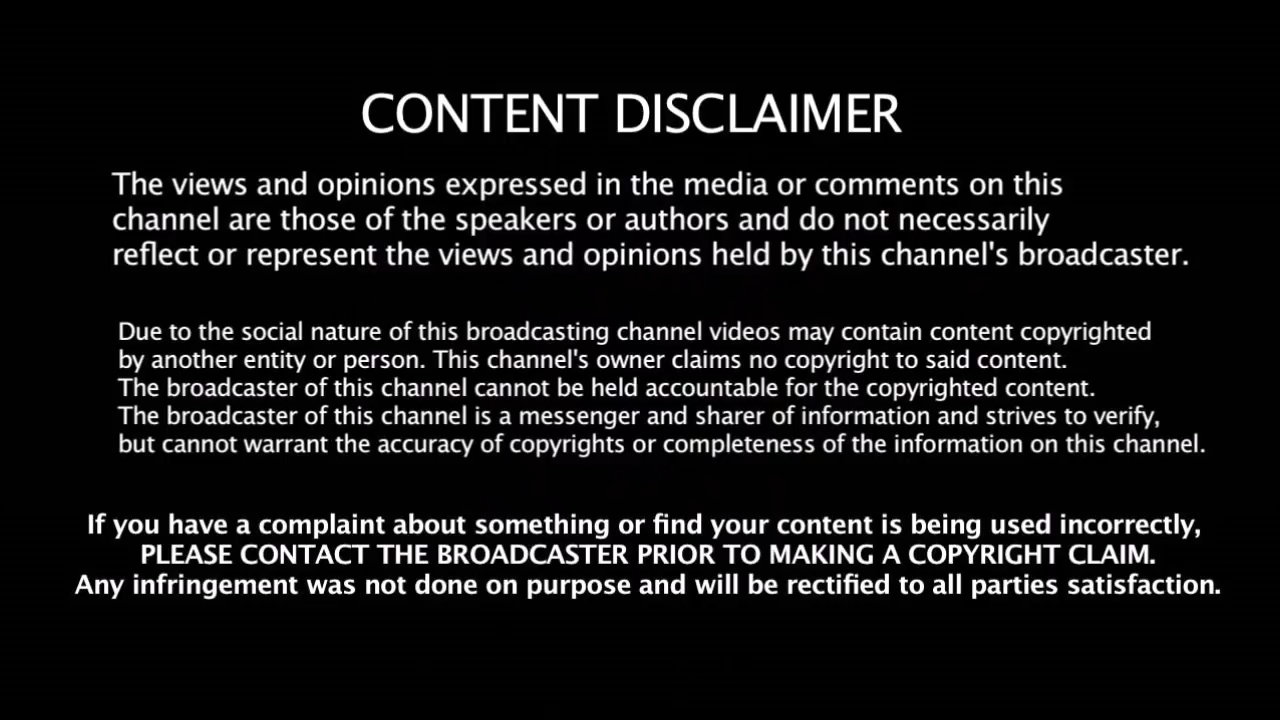 CONTENT DISCLAIMER
The views and opinions expressed in the media or comments on this
channel are those of the speakers or authors and do not necessarily
reflect or represent the views and opinions held by this channel's broadcaster.
Due to the social nature of this broadcasting channel videos may contain content copyrighted
by another entity or person. This channel's owner claims no copyright to said content.
The broadcaster of this channel cannot be held accountable for the copyrighted content.
The broadcaster of this channel is a messenger and sharer of information and strives to verify,
but cannot warrant the accuracy of copyrights or completeness of the information on this channel.
If you have a complaint about something or find your content is being used incorrectly,
PLEASE CONTACT THE BROADCASTER PRIOR TO MAKING A COPYRIGHT CLAIM.
Any infringement was not done on purpose and will be rectified to all parties satisfaction.